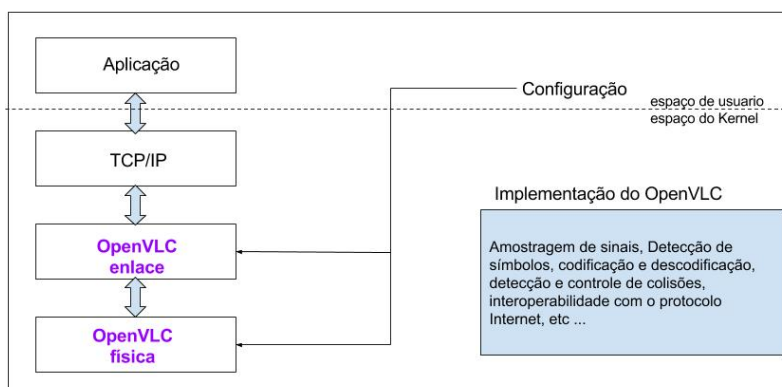 Aplicação
Configuração
espaço de usuario
espaço do Kernel
TCP/IP
Implementação do OpenVLC
OpenVLC
enlace
Amostragem de sinais, Detecção de
símbolos, codificação e descodificação,
detecção e controle de colisões,
interoperabilidade com o protocolo
Internet, etc ...
OpenVLC
física